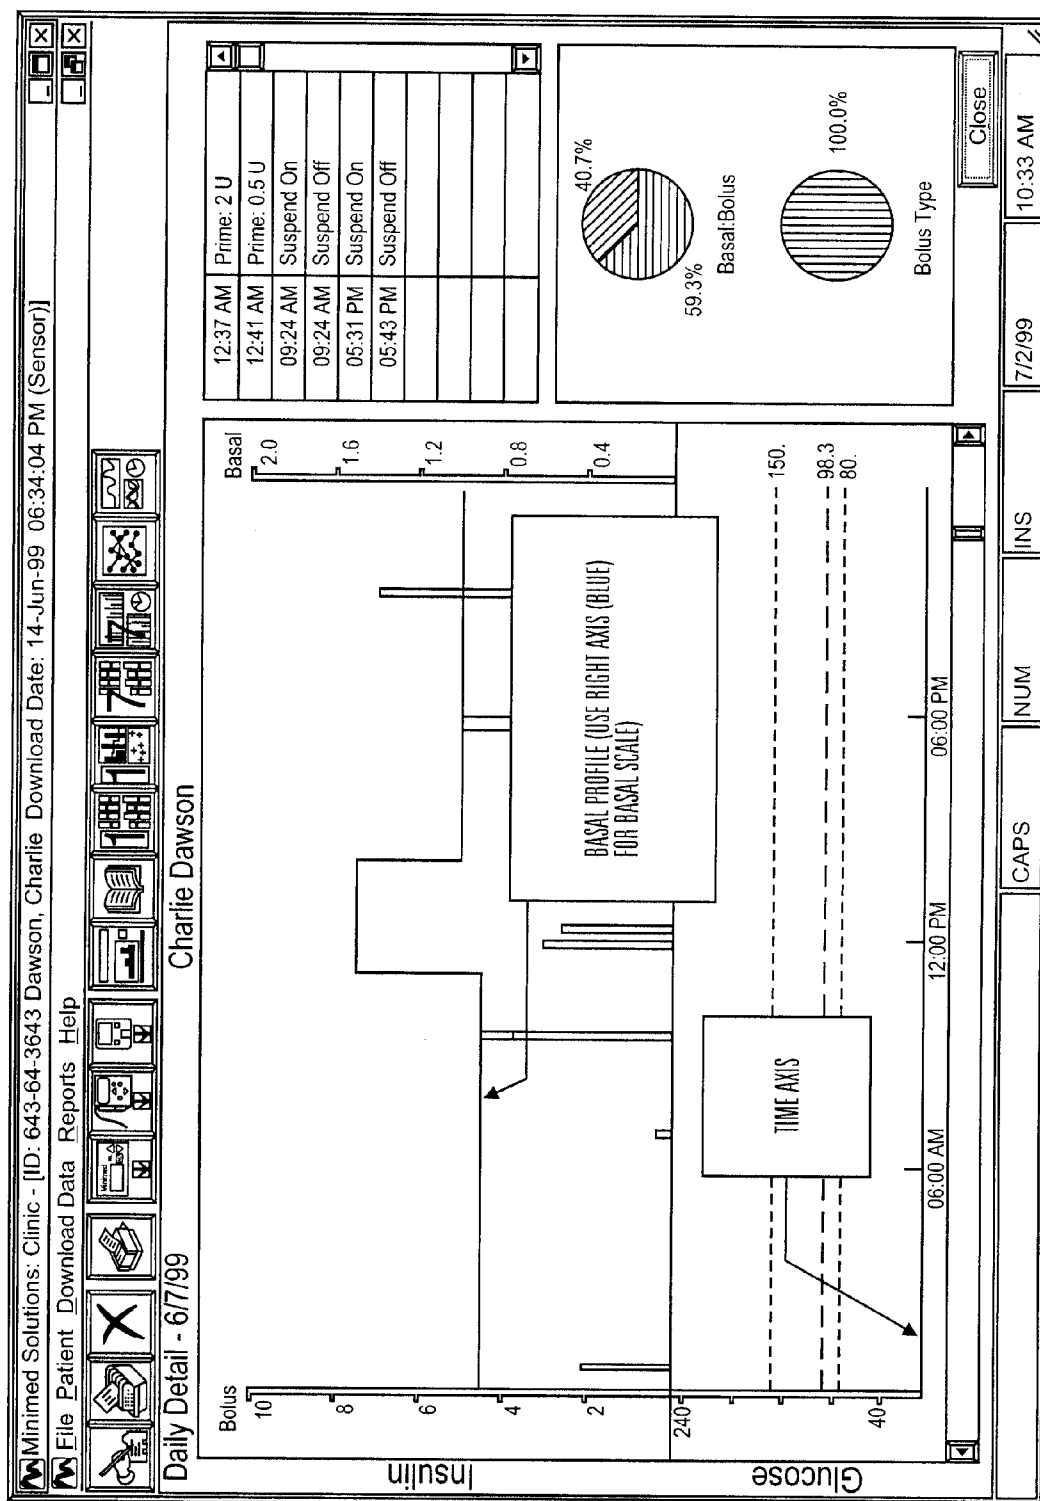 Minimed Solutions: Clinic - [ID: 643-64-3643 Dawson, Charlie Download Date: 14-Jun-99 06:34:04 PM (Sensor)]
File Patient Download Data Reports Help
Minimed
1 1 7 7
Daily Detail - 6/7/99
Charlie Dawson
Insulin
Bolus
10
8
6
4
2
Basal
2.0
1.6
1.2
0.8
0.4
BASAL PROFILE (USE RIGHT AXIS (BLUE)
FOR BASAL SCALE)
Glucose
240
40
150.
98.3
80.
TIME AXIS
06:00 AM
12:00 PM
06:00 PM
12:37 AM Prime: 2 U
12:41 AM Prime: 0.5 U
09:24 AM Suspend On
09:24 AM Suspend Off
05:31 PM Suspend On
05:43 PM Suspend Off
40.7%
59.3%
Basal:Bolus
100.0%
Bolus Type
Close
CAPS NUM INS 7/2/99 10:33 AM